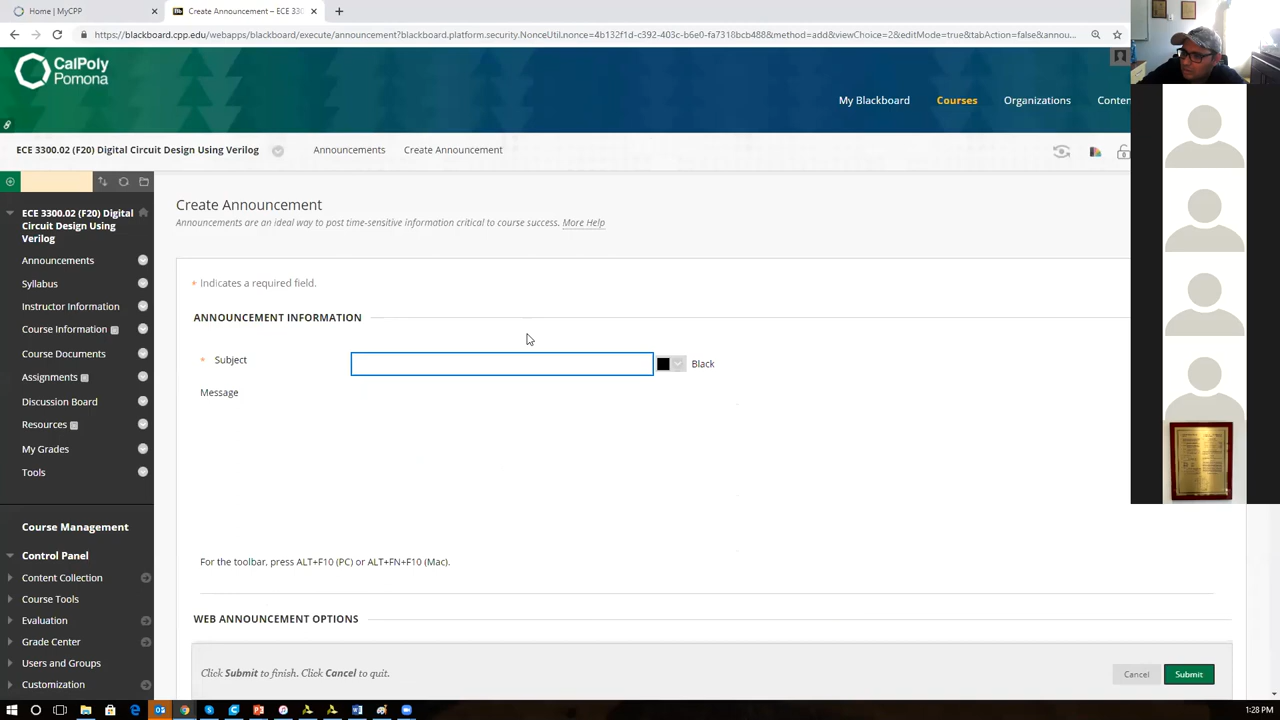 Home | MyCPP
Bb
Create Announcement – ECE 330
https://blackboard.cpp.edu/webapps/blackboard/execute/announcement?blackboard.platform.security.NonceUtil.nonce=4b132f1d-c392-403c-b6e0-fa7318bcb488&method=add&viewChoice=2&editMode=true&tabAction=false&annou...
CalPoly
Pomona
My Blackboard
Courses
Organizations
Conten
ECE 3300.02 (F20) Digital Circuit Design Using Verilog
Announcements
Create Announcement
ECE 3300.02 (F20) Digital
Circuit Design Using
Verilog
Announcements
Syllabus
Instructor Information
Course Information
Course Documents
Assignments
Discussion Board
Resources
My Grades
Tools
Course Management
Control Panel
Content Collection
Course Tools
Evaluation
Grade Center
Users and Groups
Customization
Create Announcement
Announcements are an ideal way to post time-sensitive information critical to course success. More Help
* Indicates a required field.
ANNOUNCEMENT INFORMATION
* Subject
Black
Message
For the toolbar, press ALT+F10 (PC) or ALT+FN+F10 (Mac).
WEB ANNOUNCEMENT OPTIONS
Click Submit to finish. Click Cancel to quit.
Cancel
Submit
1:28 PM